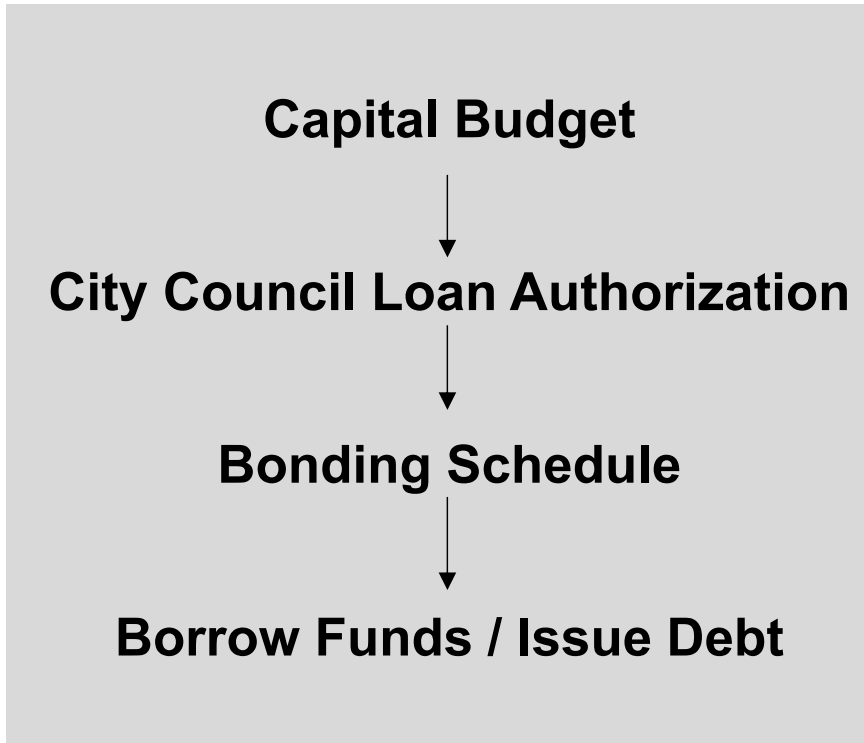 Capital Budget
City Council Loan Authorization
Bonding Schedule
Borrow Funds / Issue Debt